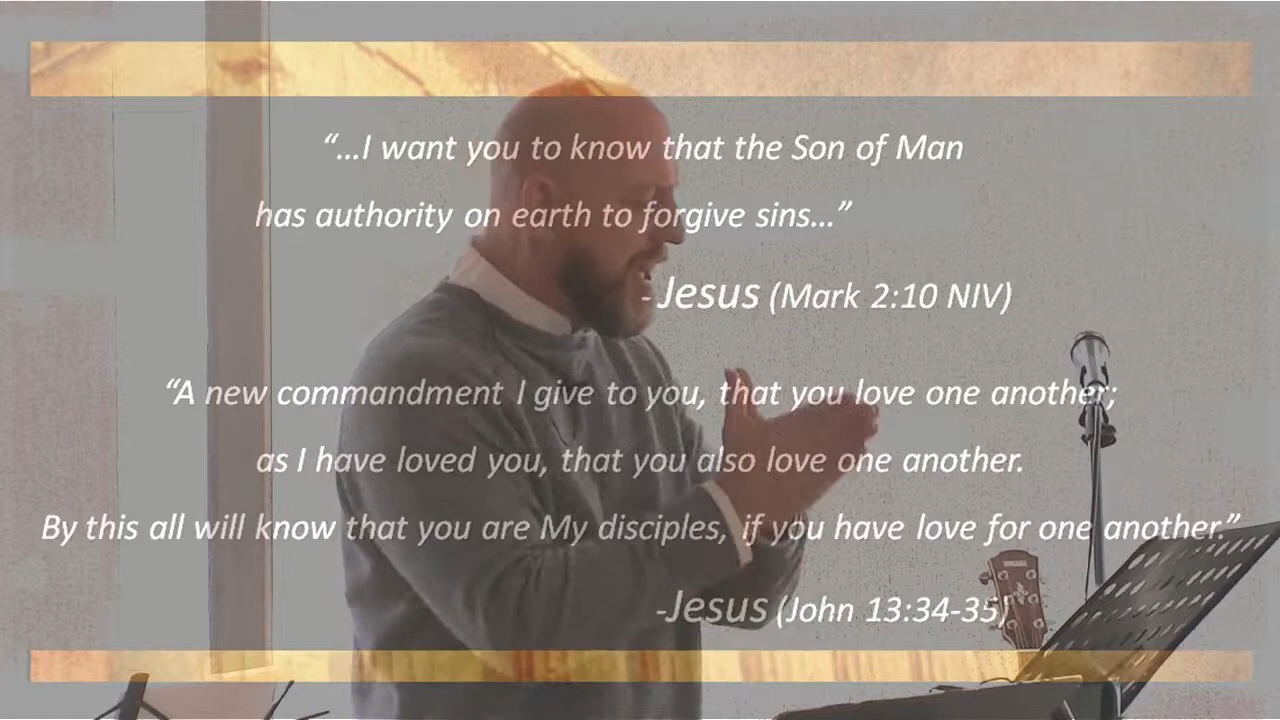 “...I want you to know that the Son of Man
has authority on earth to forgive sins...”
- Jesus (Mark 2:10 NIV)
“A new commandment I give to you, that you love one another;
as I have loved you, that you also love one another.
By this all will know that you are My disciples, if you have love for one another.”
-Jesus (John 13:34-35)